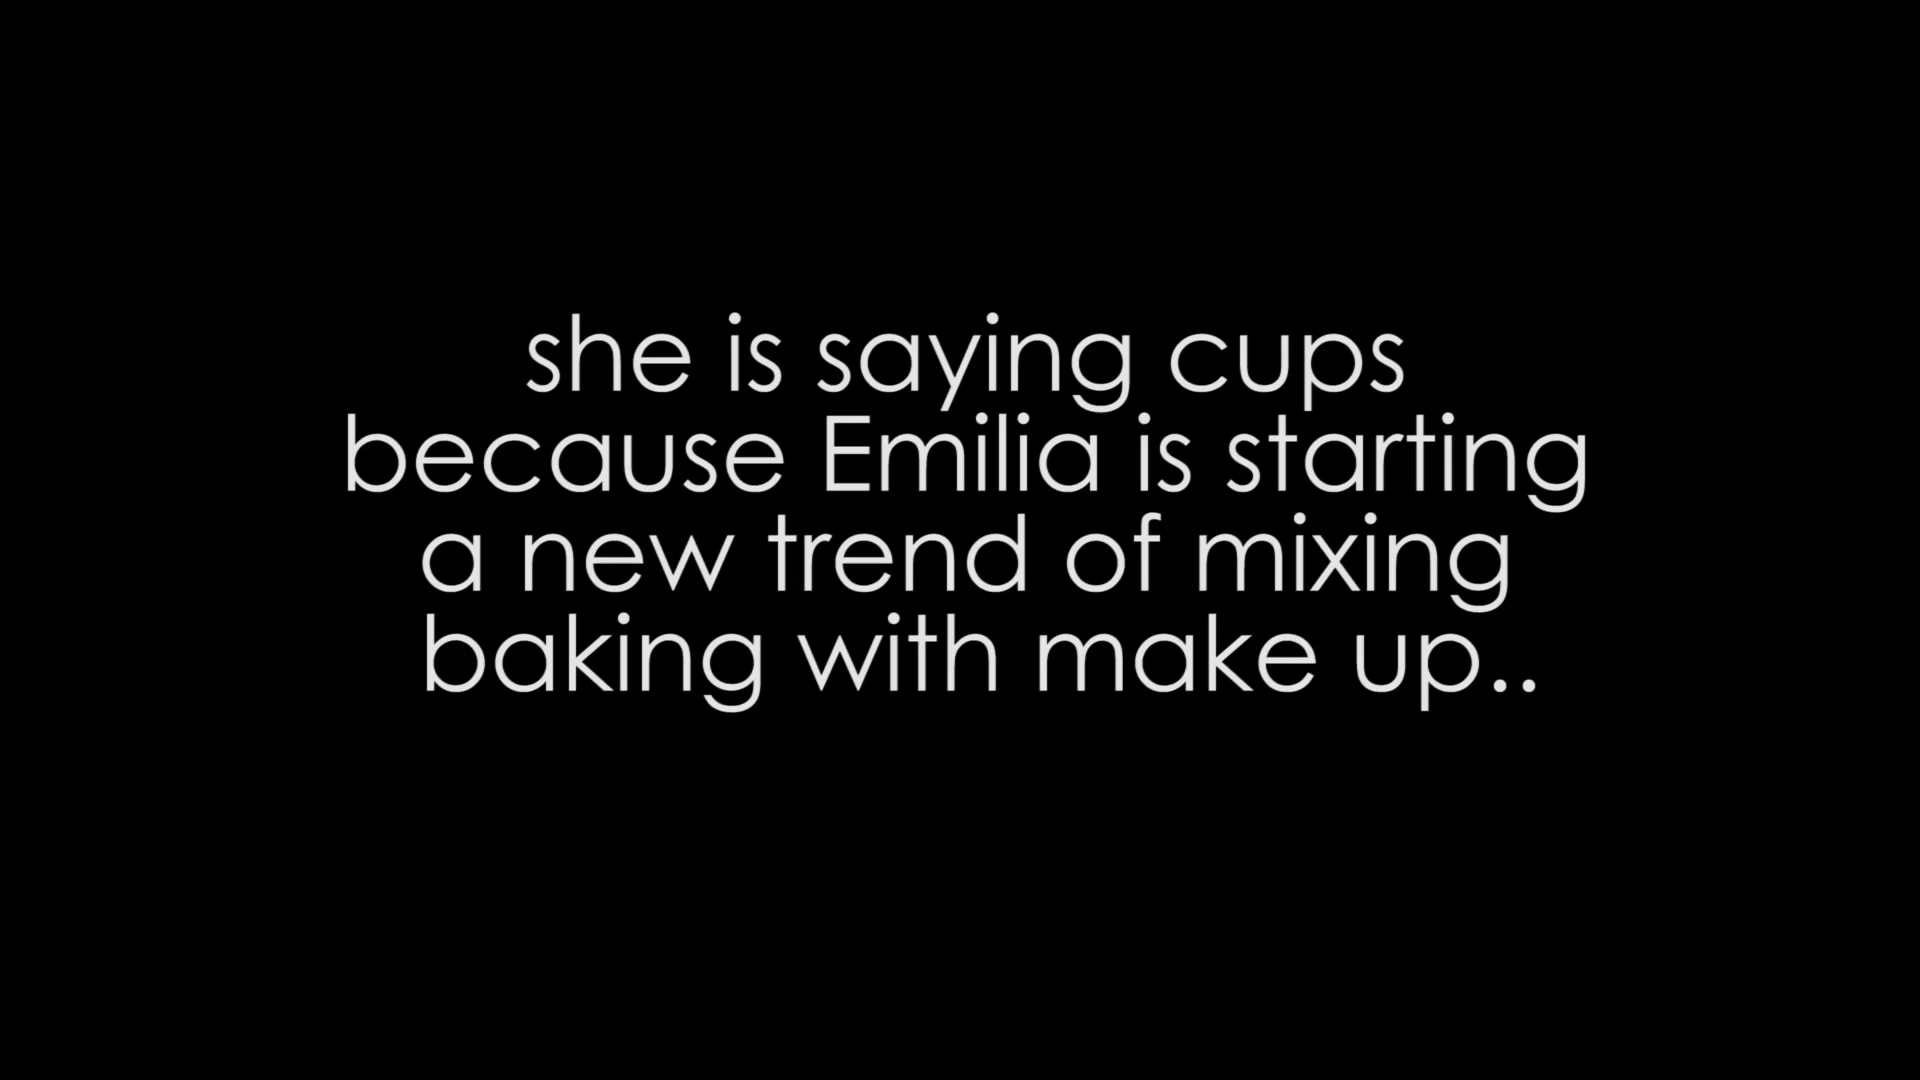 she is saying cups
because Emilia is starting
a new trend of mixing
baking with make up..